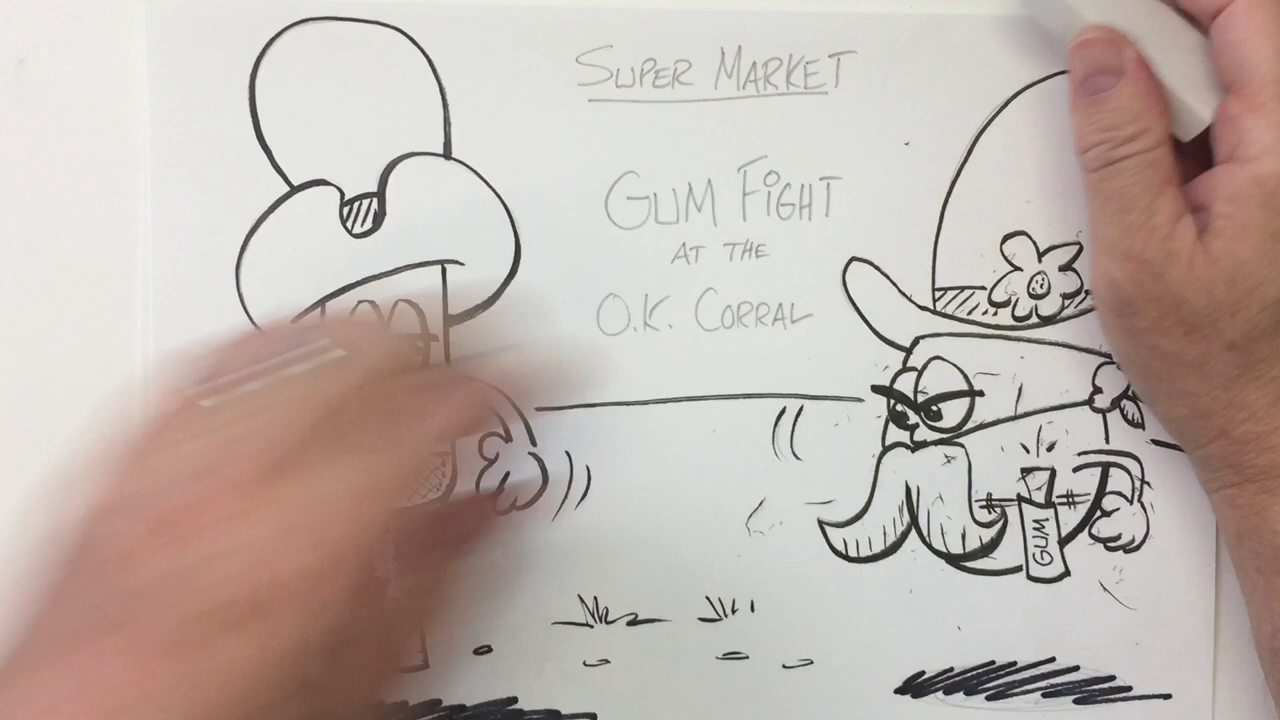 SUPER MARKET
GUM FIGHT
AT THE
O.K. CORRAL
GUM